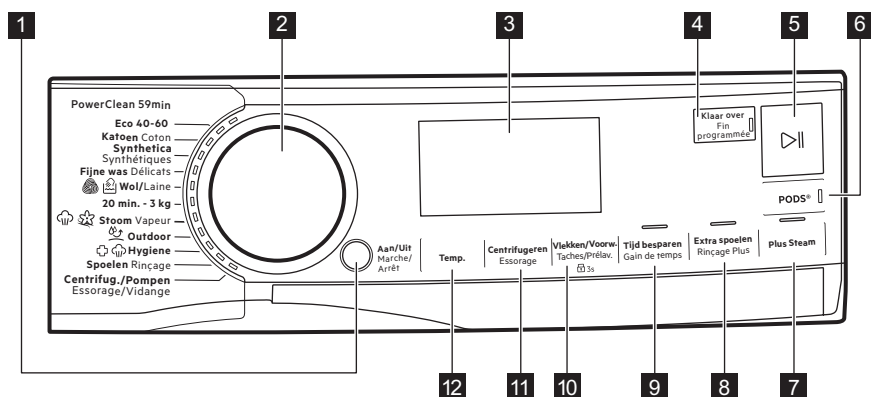 1
2
3
4
5
6
PowerClean 59min
Eco 40-60
Katoen Coton
Synthetica
Synthétiques
Fijne was Délicats
Wol/Laine
20 min. - 3 kg
Stoom Vapeur
Outdoor
Hygiene
Spoelen Rinçage
Centrifug./Pompen
Essorage/Vidange
Aan/Uit
Marche/
Arrêt
Temp.
Centrifugeren
Essorage
Vlekken/Voorw.
Taches/Prélav.
3s
Tijd besparen
Gain de temps
Extra spoelen
Rinçage Plus
Plus Steam
Klaar over
Fin
programmée
PODS®
12
11
10
9
8
7